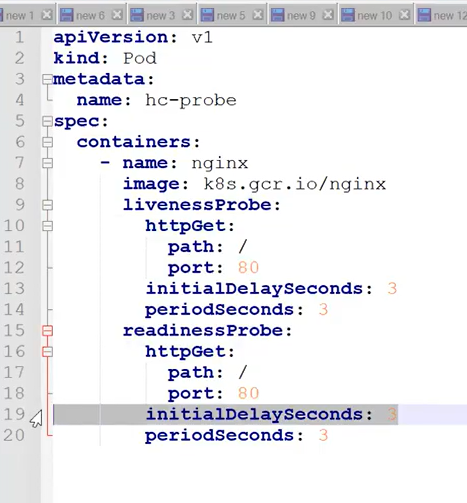 new 1 new 6 new 3 new 5 new 9 new 10 new 12
1 apiVersion: v1
2 kind: Pod
3 metadata:
4 name: hc-probe
5 spec:
6 containers:
7 - name: nginx
8 image: k8s.gcr.io/nginx
9 livenessProbe:
10 httpGet:
11 path: /
12 port: 80
13 initialDelaySeconds: 3
14 periodSeconds: 3
15 readinessProbe:
16 httpGet:
17 path: /
18 port: 80
19 initialDelaySeconds: 3
20 periodSeconds: 3